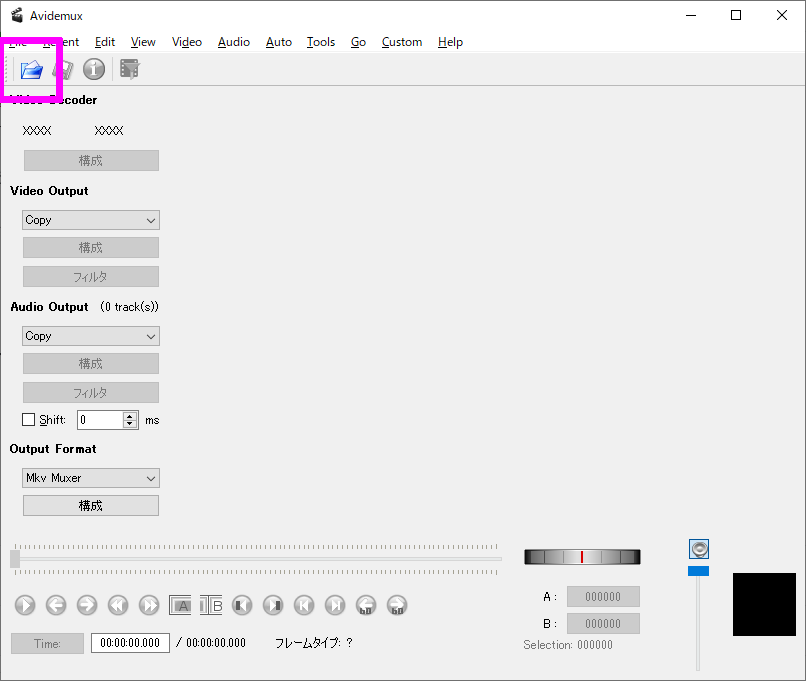 Avidemux
Edit View Video Audio Auto Tools Go Custom Help
Decoder
XXXX XXXX
構成
Video Output
Copy
構成
フィルタ
Audio Output (0 track(s))
Copy
構成
フィルタ
Shift: 0 ms
Output Format
Mkv Muxer
構成
A B 60 60
A: 000000
B: 000000
Selection: 000000
Time: 00:00:00.000 / 00:00:00.000 フレームタイプ: ?